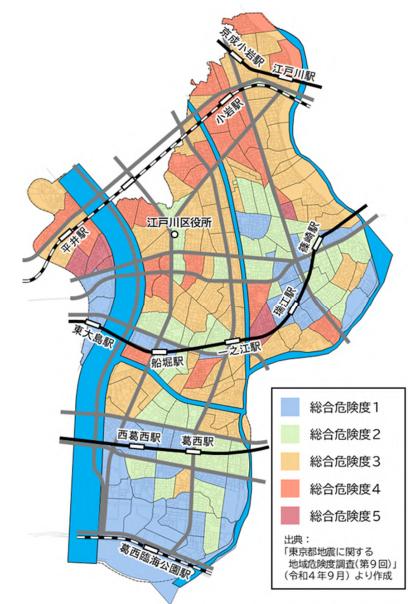 京成小岩駅
江戸川駅
小岩駅
江戸川区役所
平井駅
篠崎駅
瑞江駅
東大島駅
船堀駅
一之江駅
西葛西駅
葛西駅
葛西臨海公園駅
総合危険度1
総合危険度2
総合危険度3
総合危険度4
総合危険度5
出典：
「東京都地震に関する
地域危険度調査(第9回)」
(令和4年9月)より作成